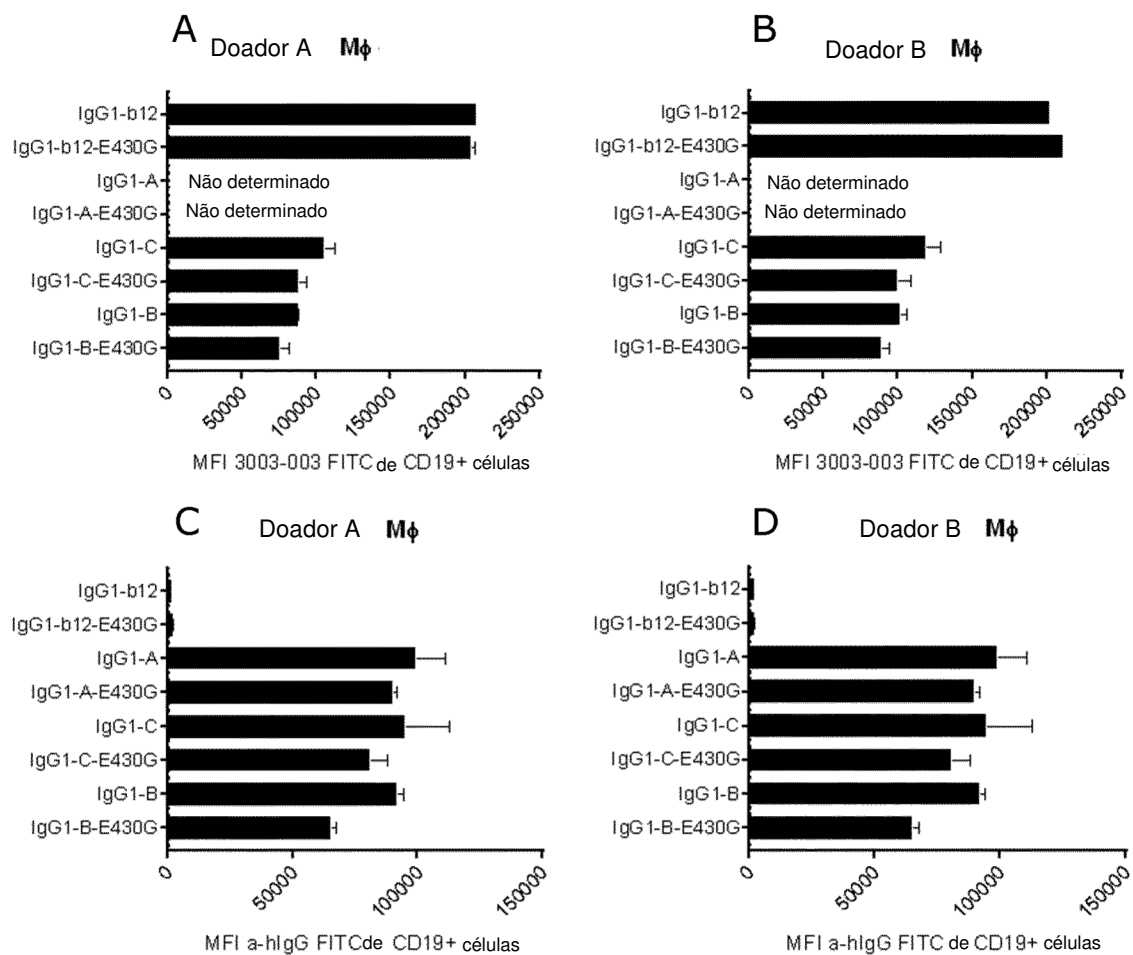 A Doador A Mϕ
IgG1-b12
IgG1-b12-E430G
IgG1-A Não determinado
IgG1-A-E430G Não determinado
IgG1-C
IgG1-C-E430G
IgG1-B
IgG1-B-E430G
0 50000 100000 150000 200000 250000
MFI 3003-003 FITC de CD19+ células
B Doador B Mϕ
IgG1-b12
IgG1-b12-E430G
IgG1-A Não determinado
IgG1-A-E430G Não determinado
IgG1-C
IgG1-C-E430G
IgG1-B
IgG1-B-E430G
0 50000 100000 150000 200000 250000
MFI 3003-003 FITC de CD19+ células
C Doador A Mϕ
IgG1-b12
IgG1-b12-E430G
IgG1-A
IgG1-A-E430G
IgG1-C
IgG1-C-E430G
IgG1-B
IgG1-B-E430G
0 50000 100000 150000
MFI a-hIgG FITCde CD19+ células
D Doador B Mϕ
IgG1-b12
IgG1-b12-E430G
IgG1-A
IgG1-A-E430G
IgG1-C
IgG1-C-E430G
IgG1-B
IgG1-B-E430G
0 50000 100000 150000
MFI a-hIgG FITC de CD19+ células